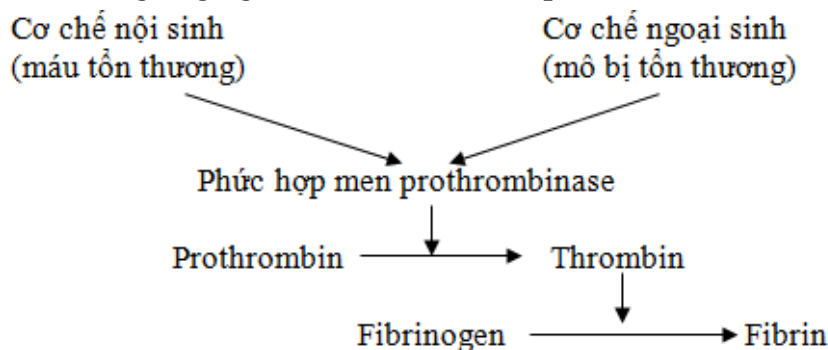 Cơ chế nội sinh
(máu tổn thương)
Cơ chế ngoại sinh
(mô bị tổn thương)
Phức hợp men prothrombinase
Prothrombin
Thrombin
Fibrinogen
Fibrin